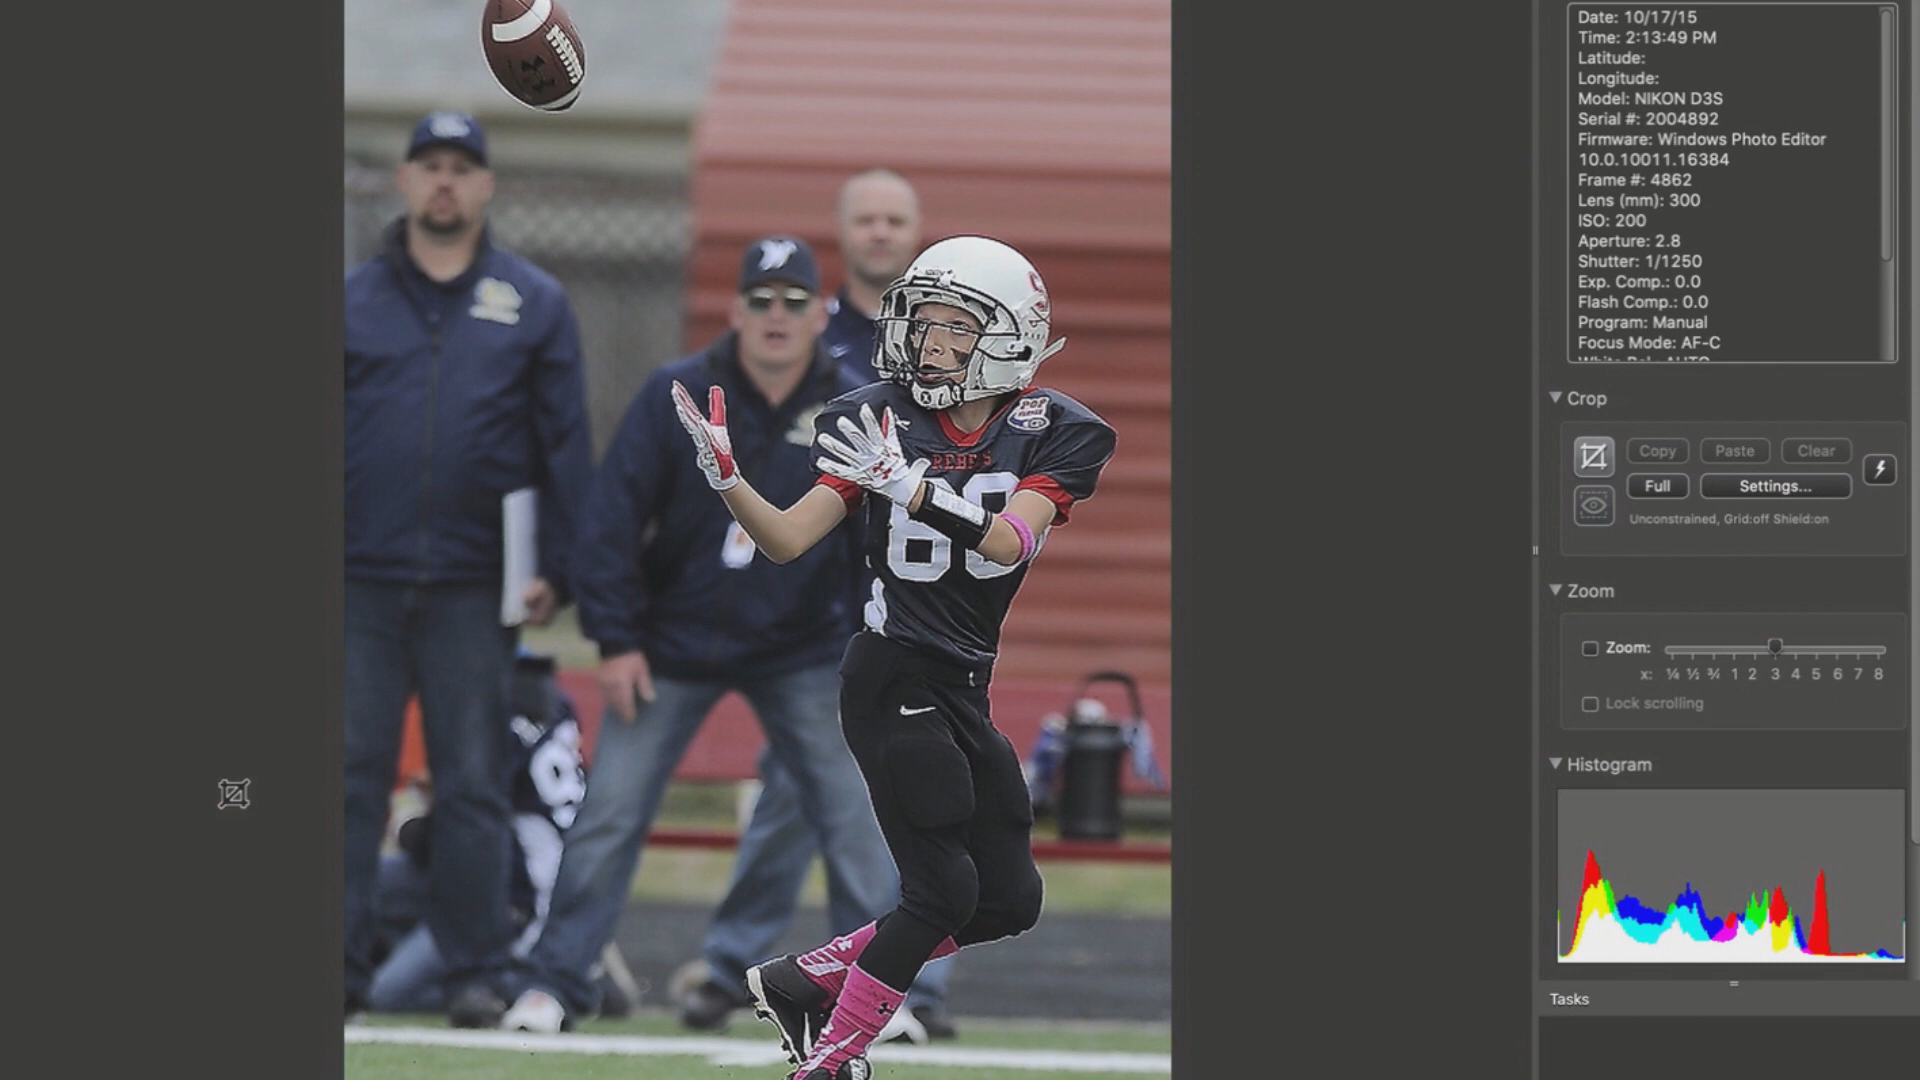 Date: 10/17/15
Time: 2:13:49 PM
Latitude:
Longitude:
Model: NIKON D3S
Serial #: 2004892
Firmware: Windows Photo Editor
10.0.10011.16384
Frame #: 4862
Lens (mm): 300
ISO: 200
Aperture: 2.8
Shutter: 1/1250
Exp. Comp.: 0.0
Flash Comp.: 0.0
Program: Manual
Focus Mode: AF-C
Crop
Copy Paste Clear
Full Settings...
Unconstrained, Grid:off Shield:on
Zoom
Zoom:
x: ¼ ½ ¾ 1 2 3 4 5 6 7 8
Lock scrolling
Histogram
Tasks
POP
W